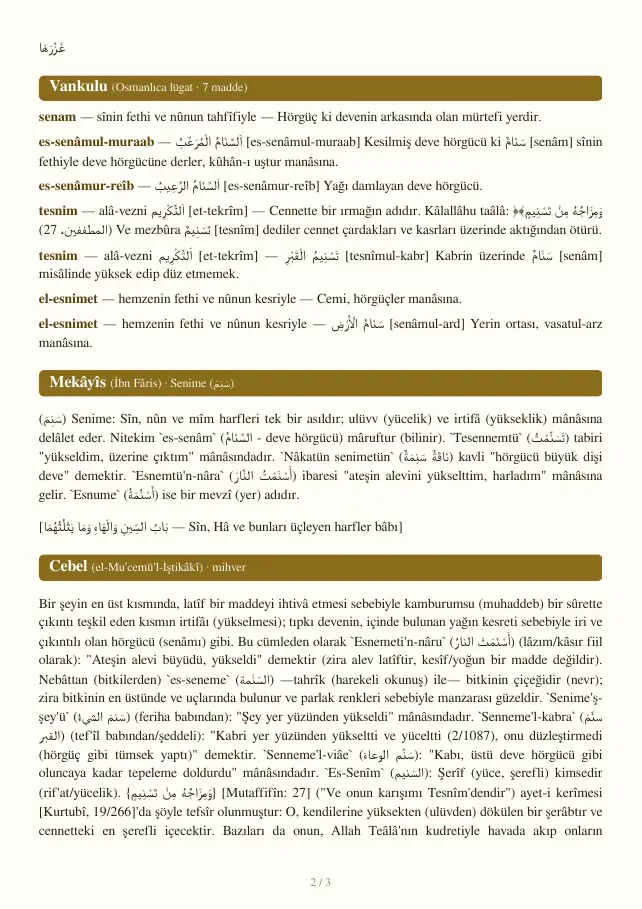 غَرْزَهَا
Vankulu (Osmanlıca lügat · 7 madde)
senam — sînin fethi ve nûnun tahfîfiyle — Hörgüç ki devenin arkasında olan mürtefi yerdir.
es-senâmul-muraab — اَلسَّنَامُ الْمُرَعَّبُ [es-senâmul-muraab] Kesilmiş deve hörgücü ki سَنَامٌ [senâm] sînin
fethiyle deve hörgücüne derler, kûhân-ı uştur manâsına.
es-senâmur-reîb — اَلسَّنَامُ الرَّعِيبُ [es-senâmur-reîb] Yağı damlayan deve hörgücü.
tesnim — alâ-vezni اَلتَّكْرِيم [et-tekrîm] — Cennette bir ırmağın adıdır. Kâlallâhu taâlâ: ﴿وَمِزَاجُهُ مِنْ تَسْنِيمٍ﴾
(المطففين، 27) Ve mezbûra تَسْنِيمٌ [tesnîm] dediler cennet çardakları ve kasrları üzerinde aktığından ötürü.
tesnim — alâ-vezni اَلتَّكْرِيم [et-tekrîm] — تَسْنِيمُ الْقَبْرِ [tesnîmul-kabr] Kabrin üzerinde سَنَامٌ [senâm]
misâlinde yüksek edip düz etmemek.
el-esnimet — hemzenin fethi ve nûnun kesriyle — Cemi, hörgüçler manâsına.
el-esnimet — hemzenin fethi ve nûnun kesriyle — سَنَامُ الْأَرْضِ [senâmul-ard] Yerin ortası, vasatul-arz
manâsına.
Mekâyîs (İbn Fâris) · Senime (سَنِمَ)
(سَنِمَ) Senime: Sîn, nûn ve mîm harfleri tek bir asıldır; ulüvv (yücelik) ve irtifâ (yükseklik) mânâsına
delâlet eder. Nitekim `es-senâm` (السَّنَامُ - deve hörgücü) mâruftur (bilinir). `Tesennemtü` (تَسَنَّمْتُ) tabiri
"yükseldim, üzerine çıktım" mânâsındadır. `Nâkatün senimetün` (نَاقَةٌ سَنِمَةٌ) kavli "hörgücü büyük dişi
deve" demektir. `Esnemtü'n-nâra` (أَسْنَمْتُ النَّارَ) ibaresi "ateşin alevini yükselttim, harladım" mânâsına
gelir. `Esnume` (أَسْنُمَةُ) ise bir mevzî (yer) adıdır.
[بَابُ السِّينِ وَالْهَاءِ وَمَا يَثْلُثُهُمَا — Sîn, Hâ ve bunları üçleyen harfler bâbı]
Cebel (el-Mu'cemü'l-İştikâkî) · mihver
Bir şeyin en üst kısmında, latîf bir maddeyi ihtivâ etmesi sebebiyle kamburumsu (muhaddeb) bir sûrette
çıkıntı teşkil eden kısmın irtifâı (yükselmesi); tıpkı devenin, içinde bulunan yağın kesreti sebebiyle iri ve
çıkıntılı olan hörgücü (senâmı) gibi. Bu cümleden olarak `Esnemeti'n-nâru` (أَسْنَمَتْ النارُ) (lâzım/kâsır fiil
olarak): "Ateşin alevi büyüdü, yükseldi" demektir (zira alev latîftir, kesîf/yoğun bir madde değildir).
Nebâttan (bitkilerden) `es-seneme` (السَّنَمة) —tahrîk (harekeli okunuş) ile— bitkinin çiçeğidir (nevr);
zira bitkinin en üstünde ve uçlarında bulunur ve parlak renkleri sebebiyle manzarası güzeldir. `Senime'ş-
şey'ü` (سَنمَ الشيءُ) (feriha babından): "Şey yer yüzünden yükseldi" mânâsındadır. `Senneme'l-kabra` (سنَّم
القبر) (tef'îl babından/şeddeli): "Kabri yer yüzünden yükseltti ve yüceltti (2/1087), onu düzleştirmedi
(hörgüç gibi tümsek yaptı)" demektir. `Senneme'l-viâe` (سَنَّم الوعاءَ): "Kabı, üstü deve hörgücü gibi
oluncaya kadar tepeleme doldurdu" mânâsındadır. `Es-Senîm` (السَنيم): Şerîf (yüce, şerefli) kimsedir
(rif'at/yücelik). {وَمِزَاجُهُ مِنْ تَسْنِيمٍ} [Mutaffifîn: 27] ("Ve onun karışımı Tesnîm'dendir") ayet-i kerîmesi
[Kurtubî, 19/266]'da şöyle tefsîr olunmuştur: O, kendilerine yüksekten (ulüvden) dökülen bir şerâbtır ve
cennetteki en şerefli içecektir. Bazıları da onun, Allah Teâlâ'nın kudretiyle havada akıp onların
2 / 3